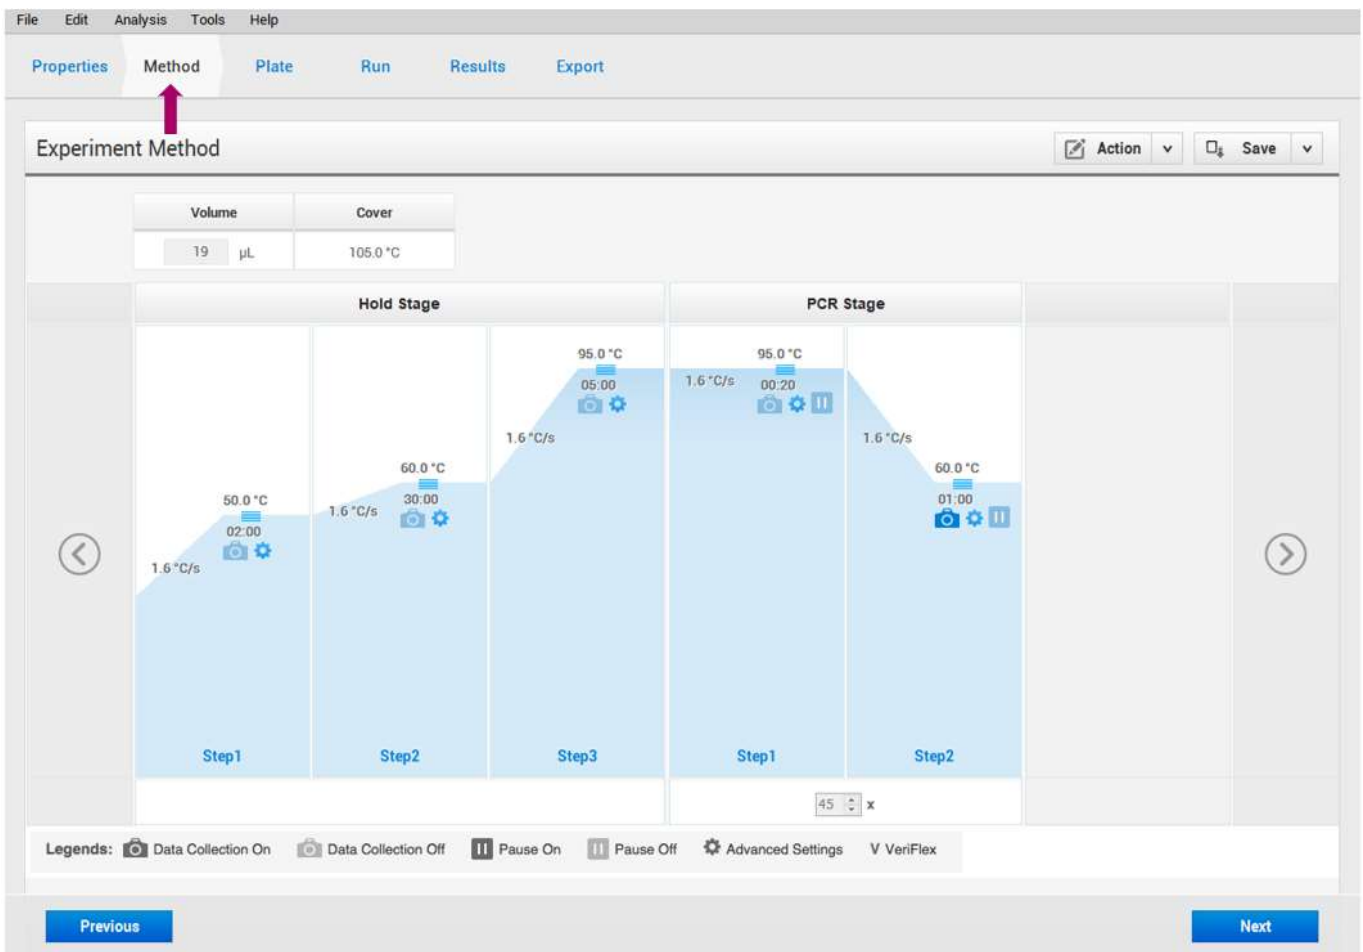 File Edit Analysis Tools Help
Properties Method Plate Run Results Export
Experiment Method
Action
Save
Volume Cover
19 µL 105.0 °C
Hold Stage PCR Stage
95.0 °C 95.0 °C
05:00 1.6 °C/s 00:20
1.6 °C/s 1.6 °C/s
60.0 °C 60.0 °C
50.0 °C 1.6 °C/s 30:00 01:00
02:00
1.6 °C/s
Step1 Step2 Step3 Step1 Step2
45 x
Legends: Data Collection On Data Collection Off Pause On Pause Off Advanced Settings V VeriFlex
Previous Next